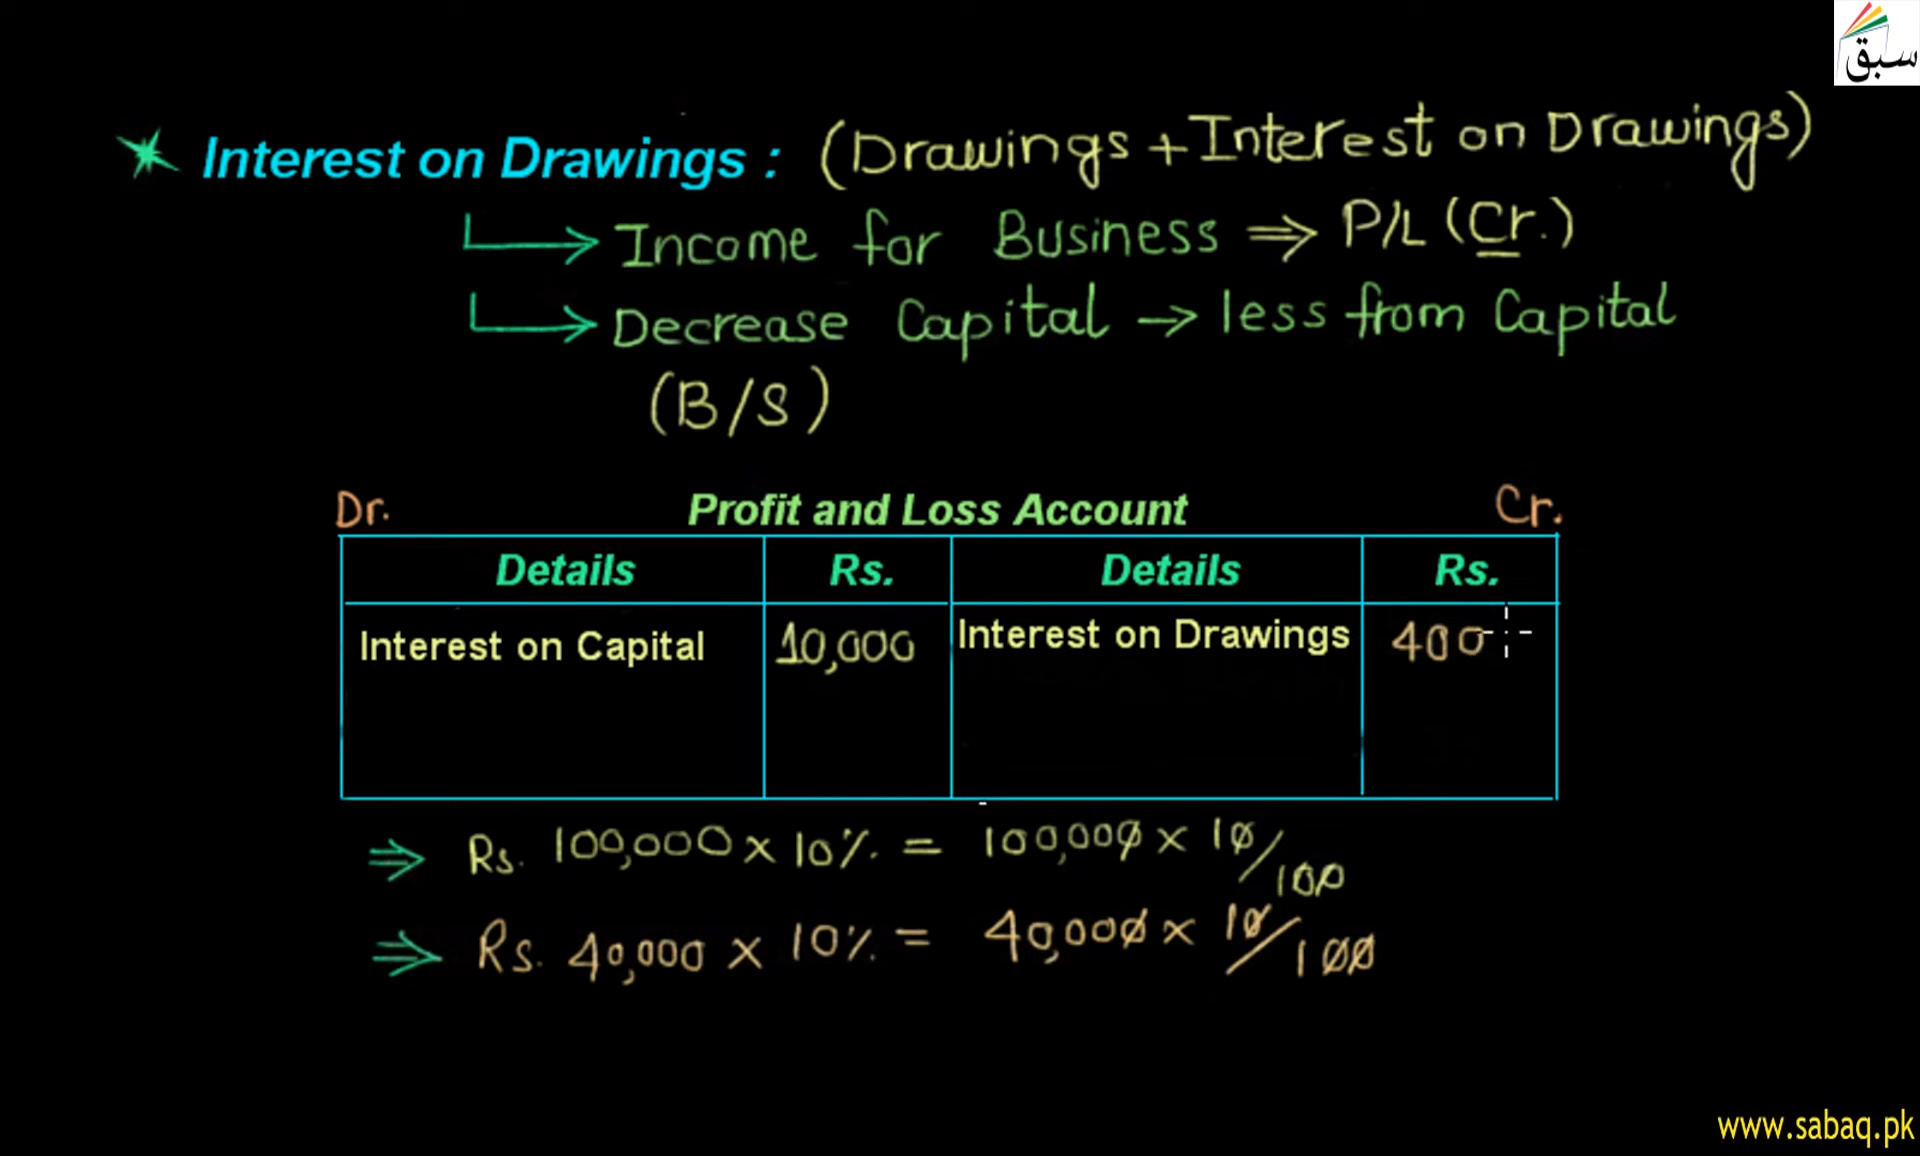 سبق
Interest on Drawings : (Drawings + Interest on Drawings)
Income for Business ⇒ P/L (Cr.)
Decrease Capital → less from Capital
(B/S)
Dr. Profit and Loss Account Cr.
Details Rs. Details Rs.
Interest on Capital 10,000 Interest on Drawings 400
⇒ Rs. 100,000 x 10% = 100,000 x 10/100
⇒ Rs. 40,000 x 10% = 40,000 x 10/100
www.sabaq.pk